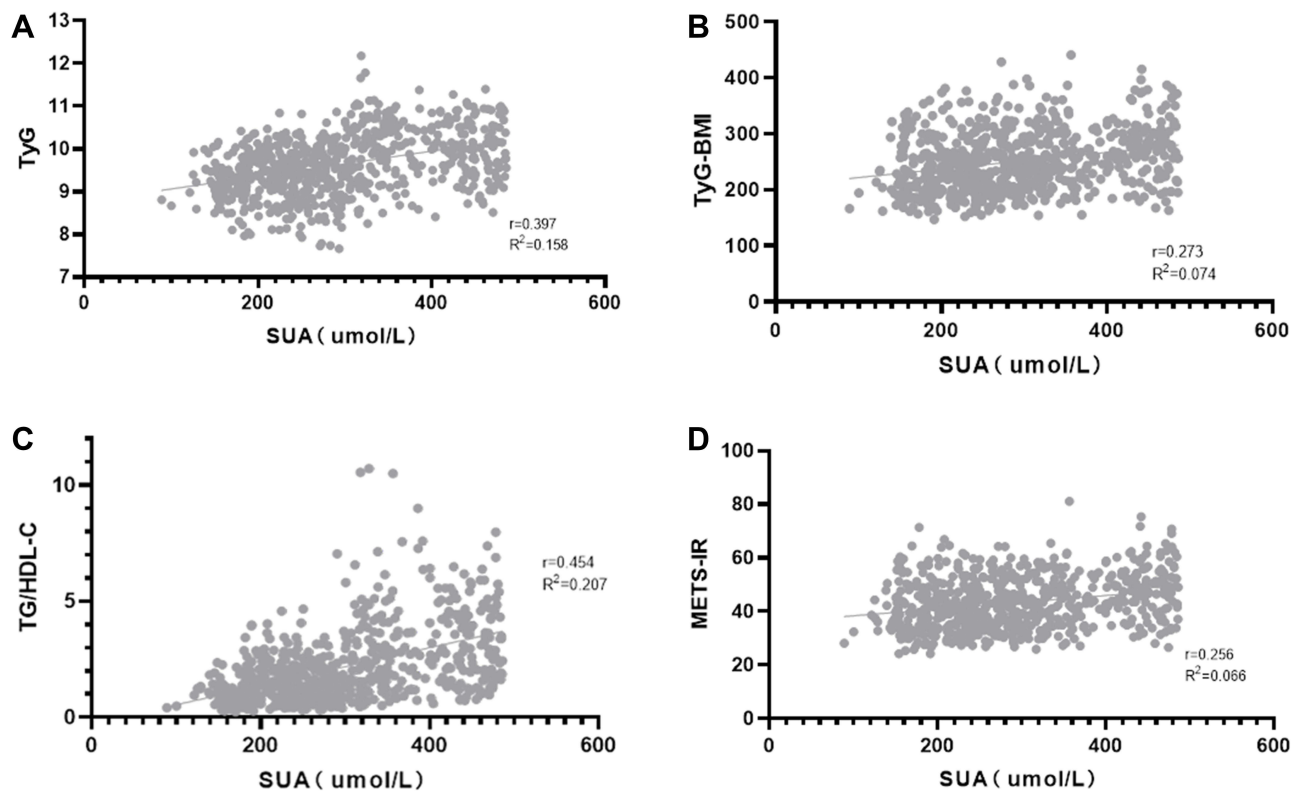 A
13
12
11
10
9
8
7
TyG
r=0.397
R²=0.158
0
200
400
600
SUA( umol/L)
B
500
400
300
200
100
0
TyG-BMI
r=0.273
R²=0.074
0
200
400
600
SUA( umol/L)
C
10
5
0
TG/HDL-C
r=0.454
R²=0.207
0
200
400
600
SUA( umol/L)
D
100
80
60
40
20
0
METS-IR
r=0.256
R²=0.066
0
200
400
600
SUA( umol/L)